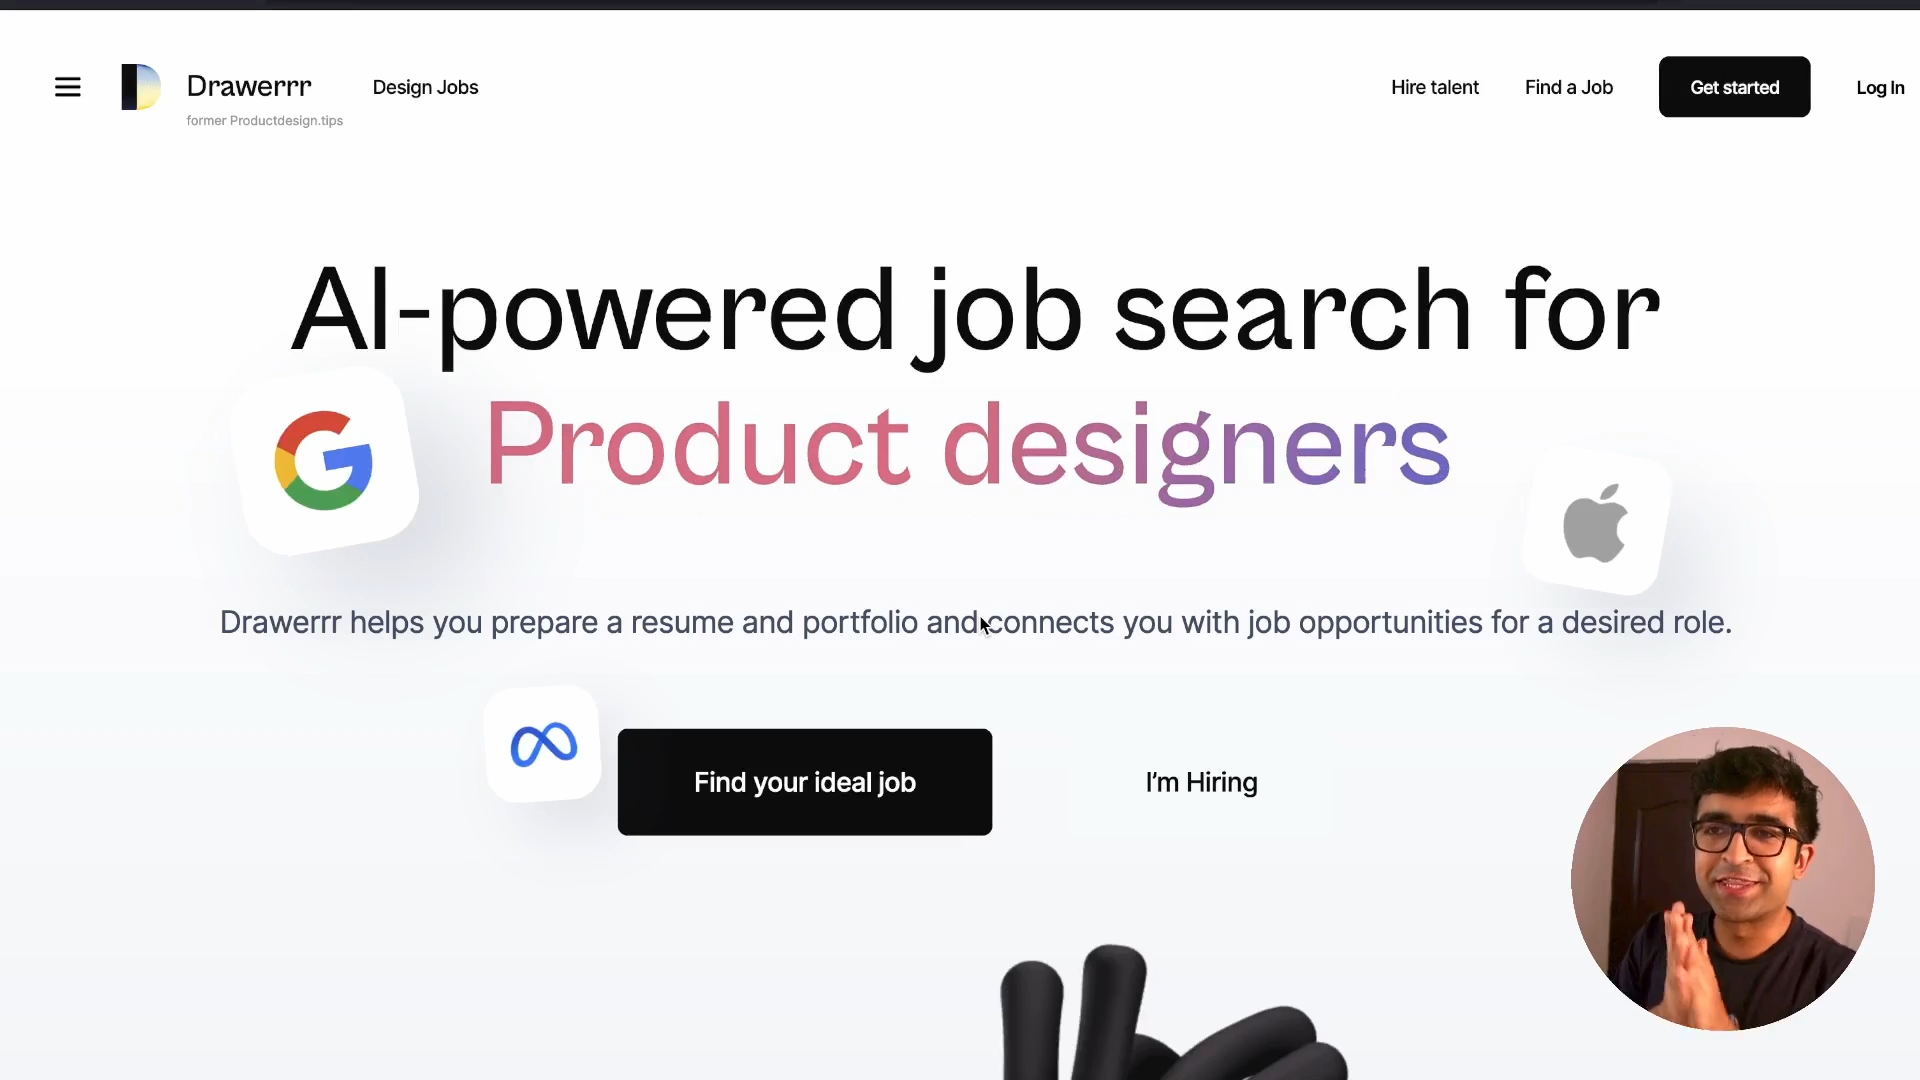 Drawerrr
former Productdesign.tips
Design Jobs
Hire talent
Find a Job
Get started
Log In
AI-powered job search for
Product designers
Drawerrr helps you prepare a resume and portfolio and connects you with job opportunities for a desired role.
Find your ideal job
I’m Hiring